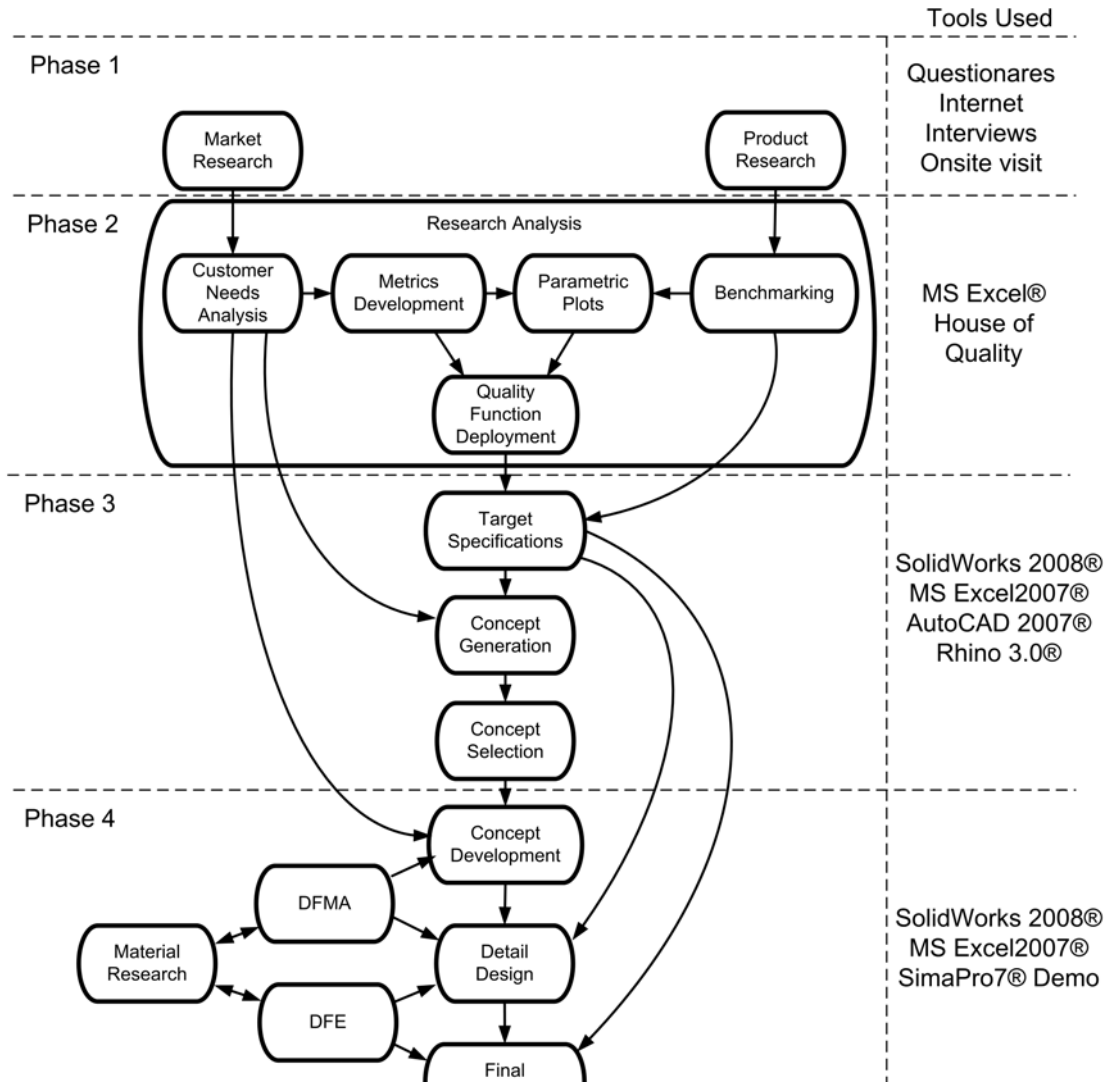 Tools Used
Phase 1
Questionares
Internet
Interviews
Onsite visit
Market
Research
Product
Research
Phase 2
Research Analysis
Customer
Needs
Analysis
Metrics
Development
Parametric
Plots
Benchmarking
MS Excel®
House of
Quality
Quality
Function
Deployment
Phase 3
Target
Specifications
SolidWorks 2008®
MS Excel2007®
AutoCAD 2007®
Rhino 3.0®
Concept
Generation
Concept
Selection
Phase 4
Concept
Development
DFMA
Material
Research
Detail
Design
SolidWorks 2008®
MS Excel2007®
SimaPro7® Demo
DFE
Final